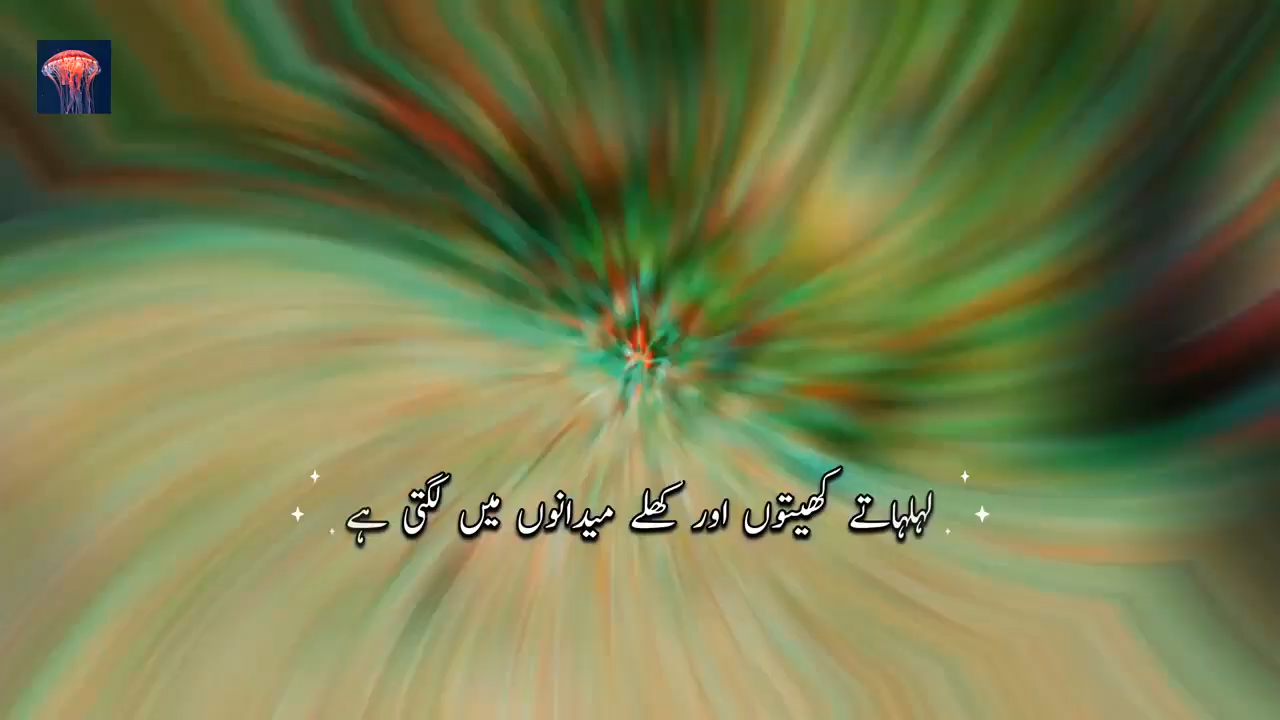 لہلہاتے کھیتوں اور کھلے میدانوں میں لگتی ہے